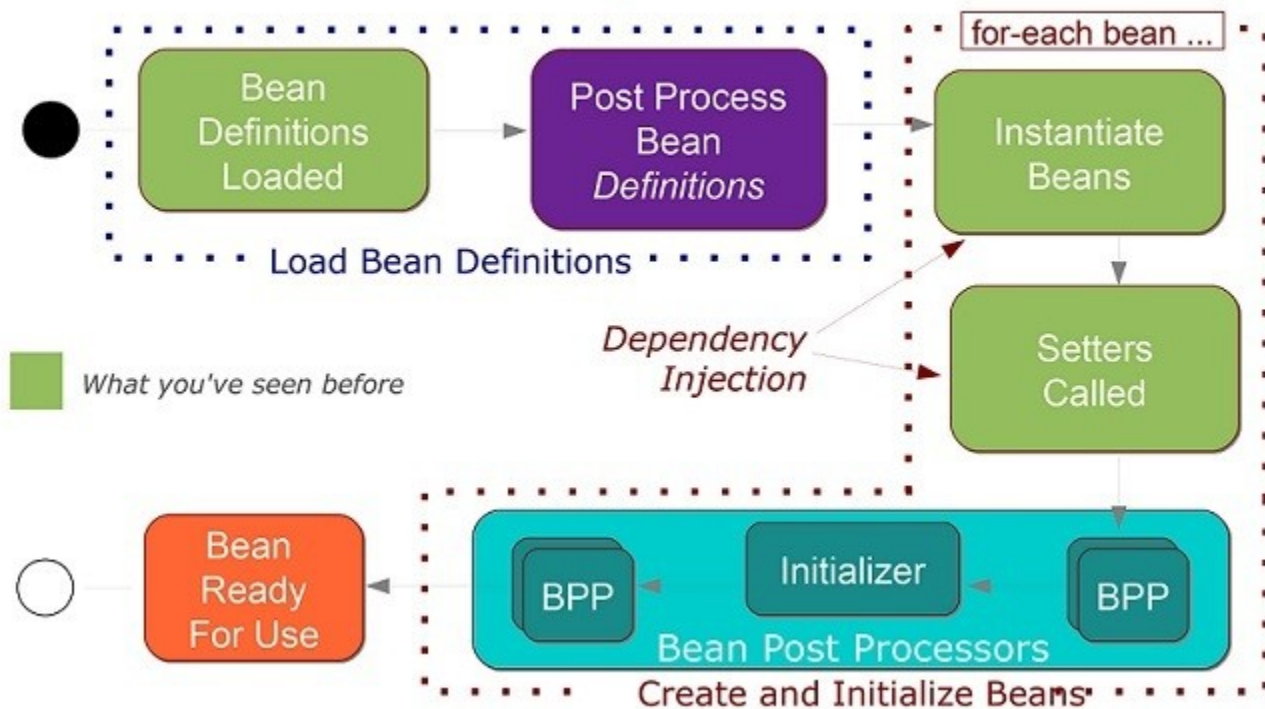 for-each bean ...
Bean
Definitions
Loaded
Post Process
Bean
Definitions
Instantiate
Beans
Load Bean Definitions
Dependency
Injection
Setters
Called
What you've seen before
Bean
Ready
For Use
BPP
Initializer
BPP
Bean Post Processors
Create and Initialize Beans